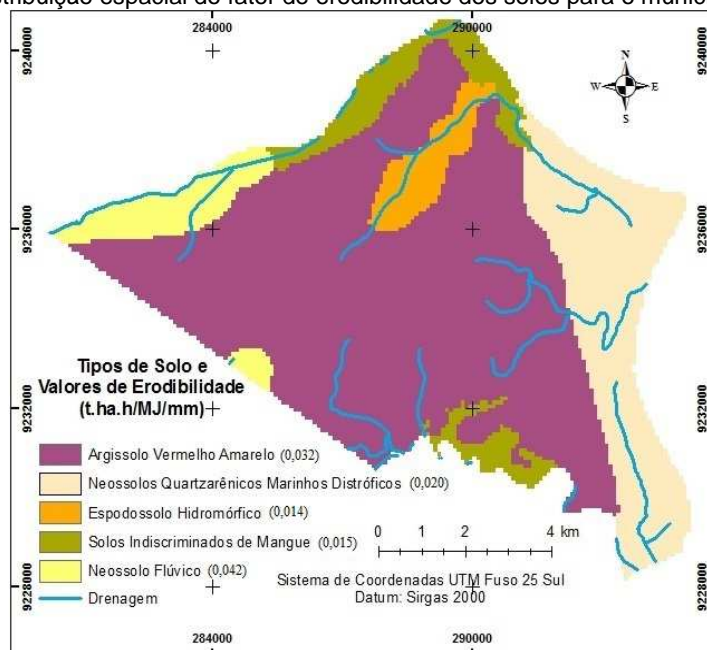 284000 290000
9240000 9240000
N
W E
S
9236000 9236000
Tipos de Solo e
Valores de Erodibilidade
(t.ha.h/MJ/mm)
9232000 9232000
Argissolo Vermelho Amarelo (0,032)
Neossolos Quartzarênicos Marinhos Distróficos (0,020)
Espodossolo Hidromórfico (0,014)
Solos Indiscriminados de Mangue (0,015)
Neossolo Flúvico (0,042)
Drenagem
0 1 2 4 km
Sistema de Coordenadas UTM Fuso 25 Sul
Datum: Sirgas 2000
9228000 9228000
284000 290000